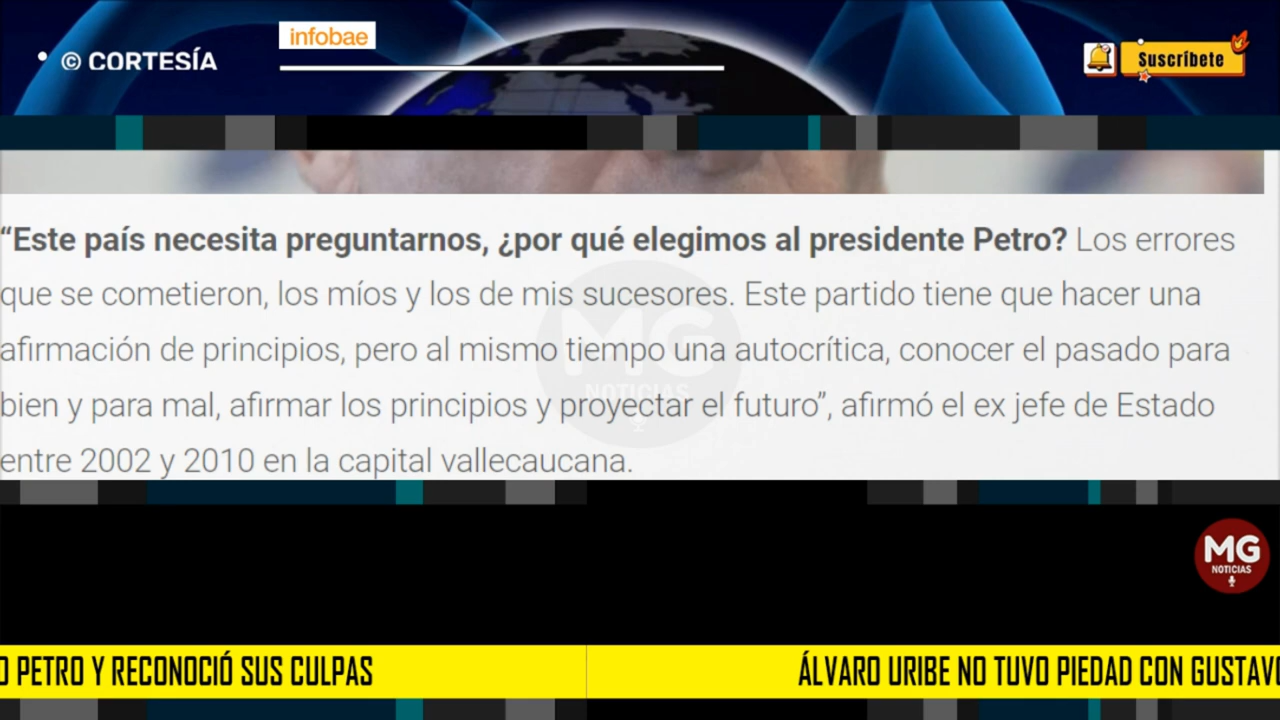 infobae
© CORTESÍA
Suscríbete
“Este país necesita preguntarnos, ¿por qué elegimos al presidente Petro? Los errores
que se cometieron, los míos y los de mis sucesores. Este partido tiene que hacer una
afirmación de principios, pero al mismo tiempo una autocrítica, conocer el pasado para
bien y para mal, afirmar los principios y proyectar el futuro”, afirmó el ex jefe de Estado
entre 2002 y 2010 en la capital vallecaucana.
MG
NOTICIAS
MG
NOTICIAS
O PETRO Y RECONOCIÓ SUS CULPAS
ÁLVARO URIBE NO TUVO PIEDAD CON GUSTAVO